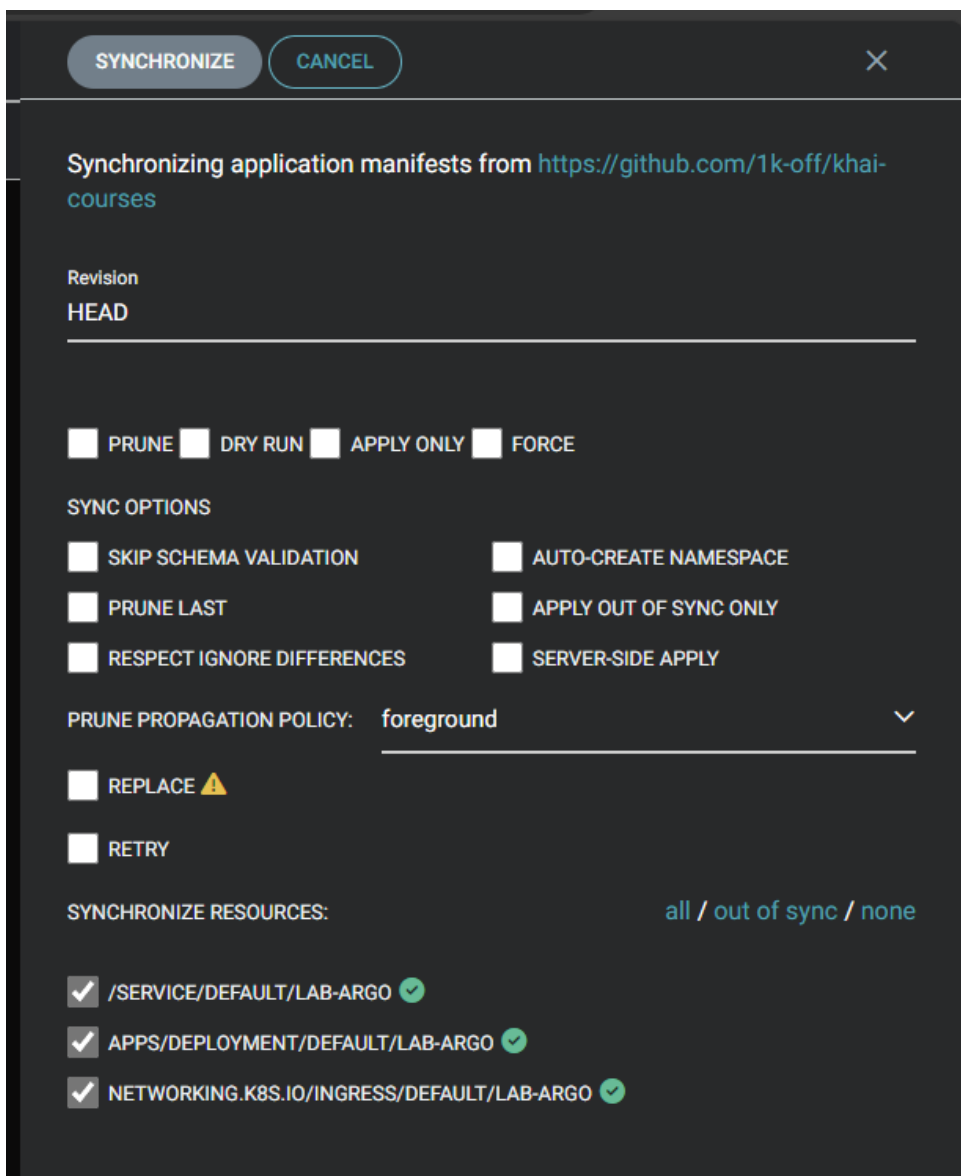 SYNCHRONIZE CANCEL
Synchronizing application manifests from https://github.com/1k-off/khai-
courses
Revision
HEAD
PRUNE DRY RUN APPLY ONLY FORCE
SYNC OPTIONS
SKIP SCHEMA VALIDATION AUTO-CREATE NAMESPACE
PRUNE LAST APPLY OUT OF SYNC ONLY
RESPECT IGNORE DIFFERENCES SERVER-SIDE APPLY
PRUNE PROPAGATION POLICY: foreground
REPLACE
RETRY
SYNCHRONIZE RESOURCES: all / out of sync / none
/SERVICE/DEFAULT/LAB-ARGO
APPS/DEPLOYMENT/DEFAULT/LAB-ARGO
NETWORKING.K8S.IO/INGRESS/DEFAULT/LAB-ARGO